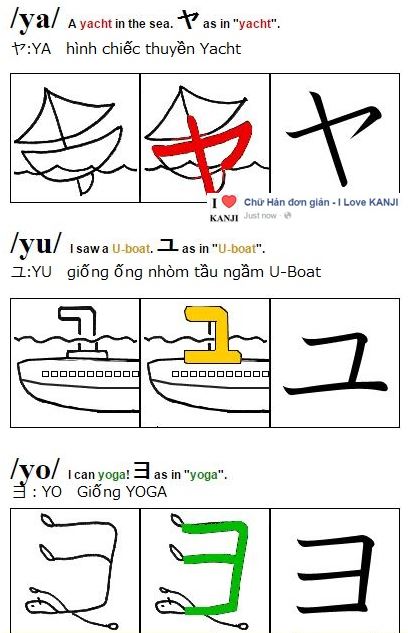 /ya/ A yacht in the sea. ヤ as in "yacht".
ヤ:YA hình chiếc thuyền Yacht
ヤ
I ❤ KANJI
Chữ Hán đơn giản - I Love KANJI
Just now ·
/yu/ I saw a U-boat. ユ as in "U-boat".
ユ:YU giống ống nhòm tầu ngầm U-Boat
ユ ユ
/yo/ I can yoga! ヨ as in "yoga".
ヨ : YO Giống YOGA
ヨ ヨ